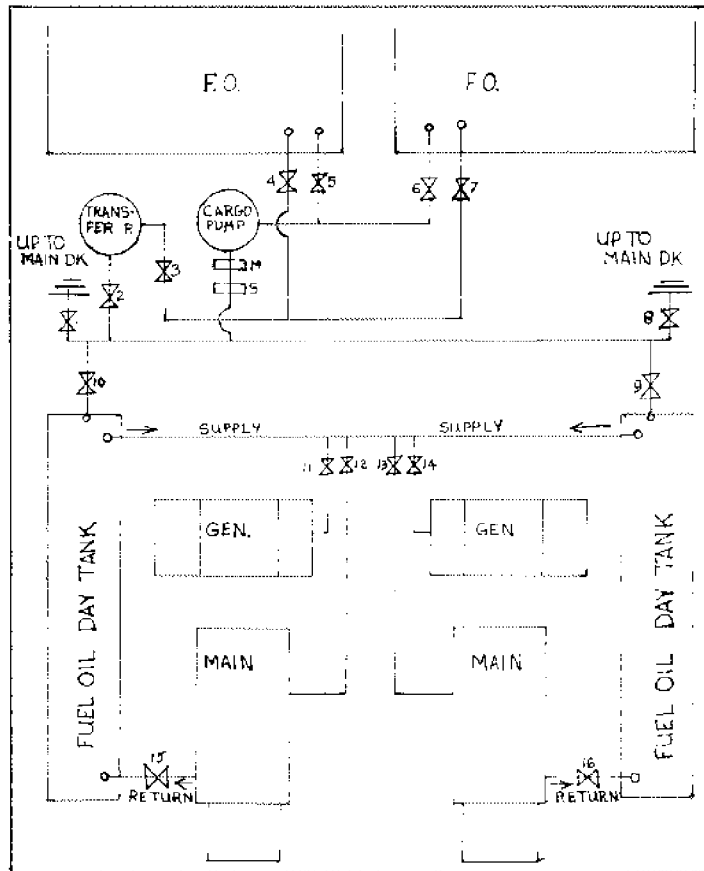 F.O.
F.O.
4
5
6
7
TRANS-
FER P.
CARGO
PUMP
UP TO
MAIN DK
3
2
M
S
UP TO
MAIN DK
8
10
9
SUPPLY
SUPPLY
11
12
13
14
GEN.
GEN
FUEL OIL DAY TANK
FUEL OIL DAY TANK
MAIN
MAIN
15
16
RETURN
RETURN